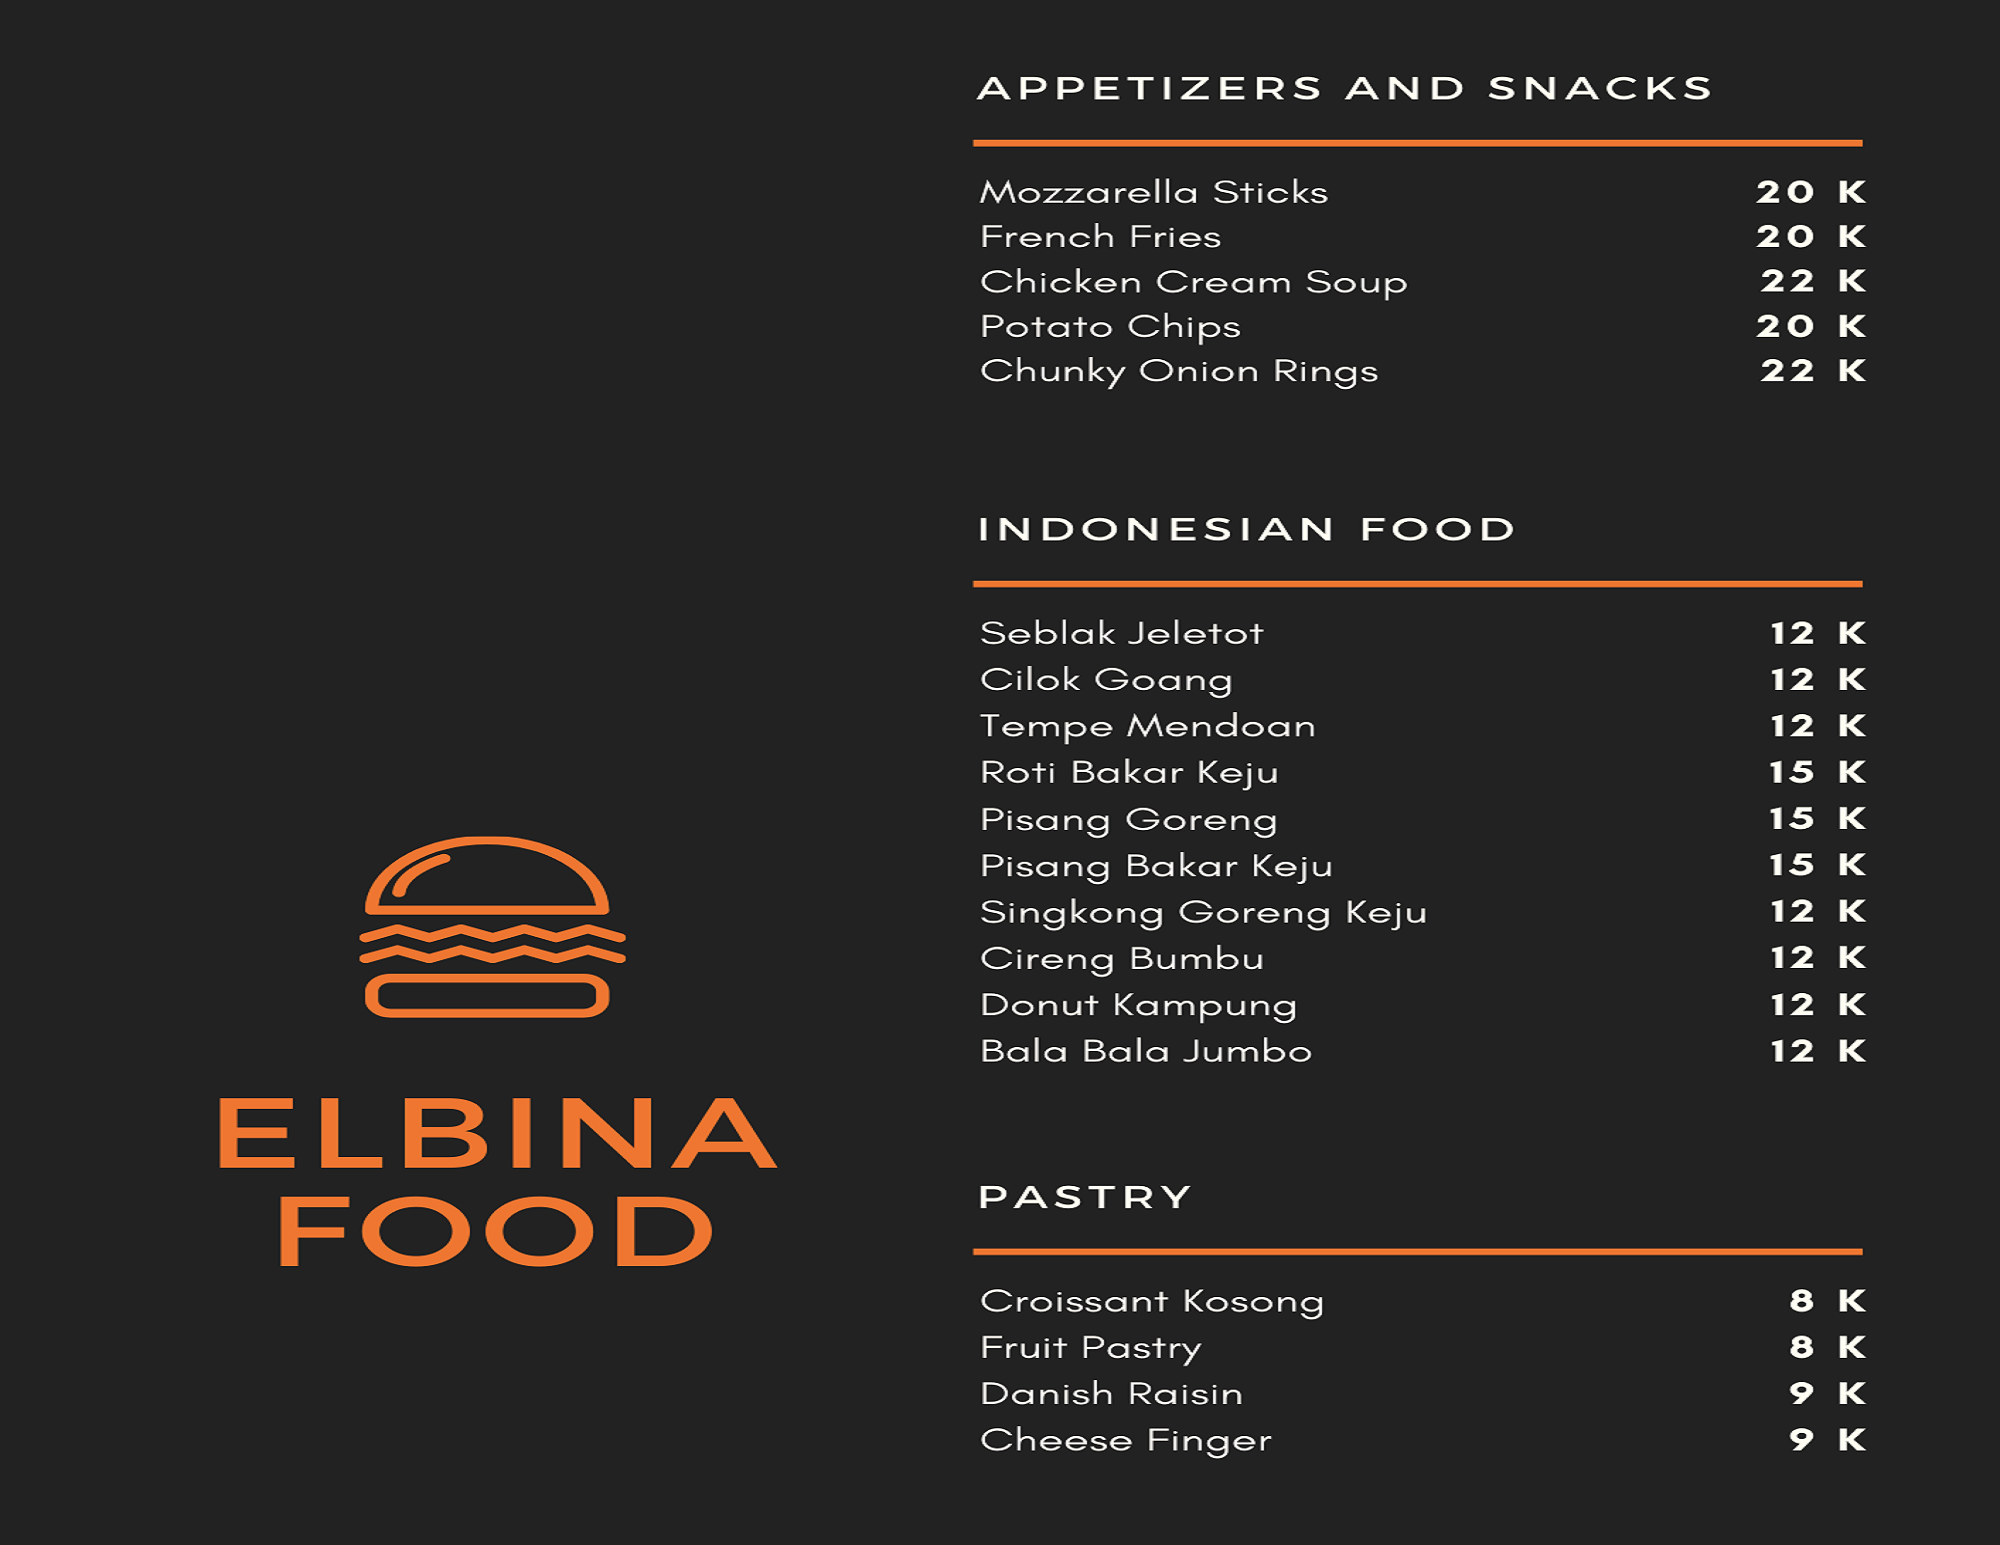 APPETIZERS AND SNACKS
Mozzarella Sticks 20 K
French Fries 20 K
Chicken Cream Soup 22 K
Potato Chips 20 K
Chunky Onion Rings 22 K
INDONESIAN FOOD
Seblak Jeletot 12 K
Cilok Goang 12 K
Tempe Mendoan 12 K
Roti Bakar Keju 15 K
Pisang Goreng 15 K
Pisang Bakar Keju 15 K
Singkong Goreng Keju 12 K
Cireng Bumbu 12 K
Donut Kampung 12 K
Bala Bala Jumbo 12 K
PASTRY
Croissant Kosong 8 K
Fruit Pastry 8 K
Danish Raisin 9 K
Cheese Finger 9 K
ELBINA
FOOD